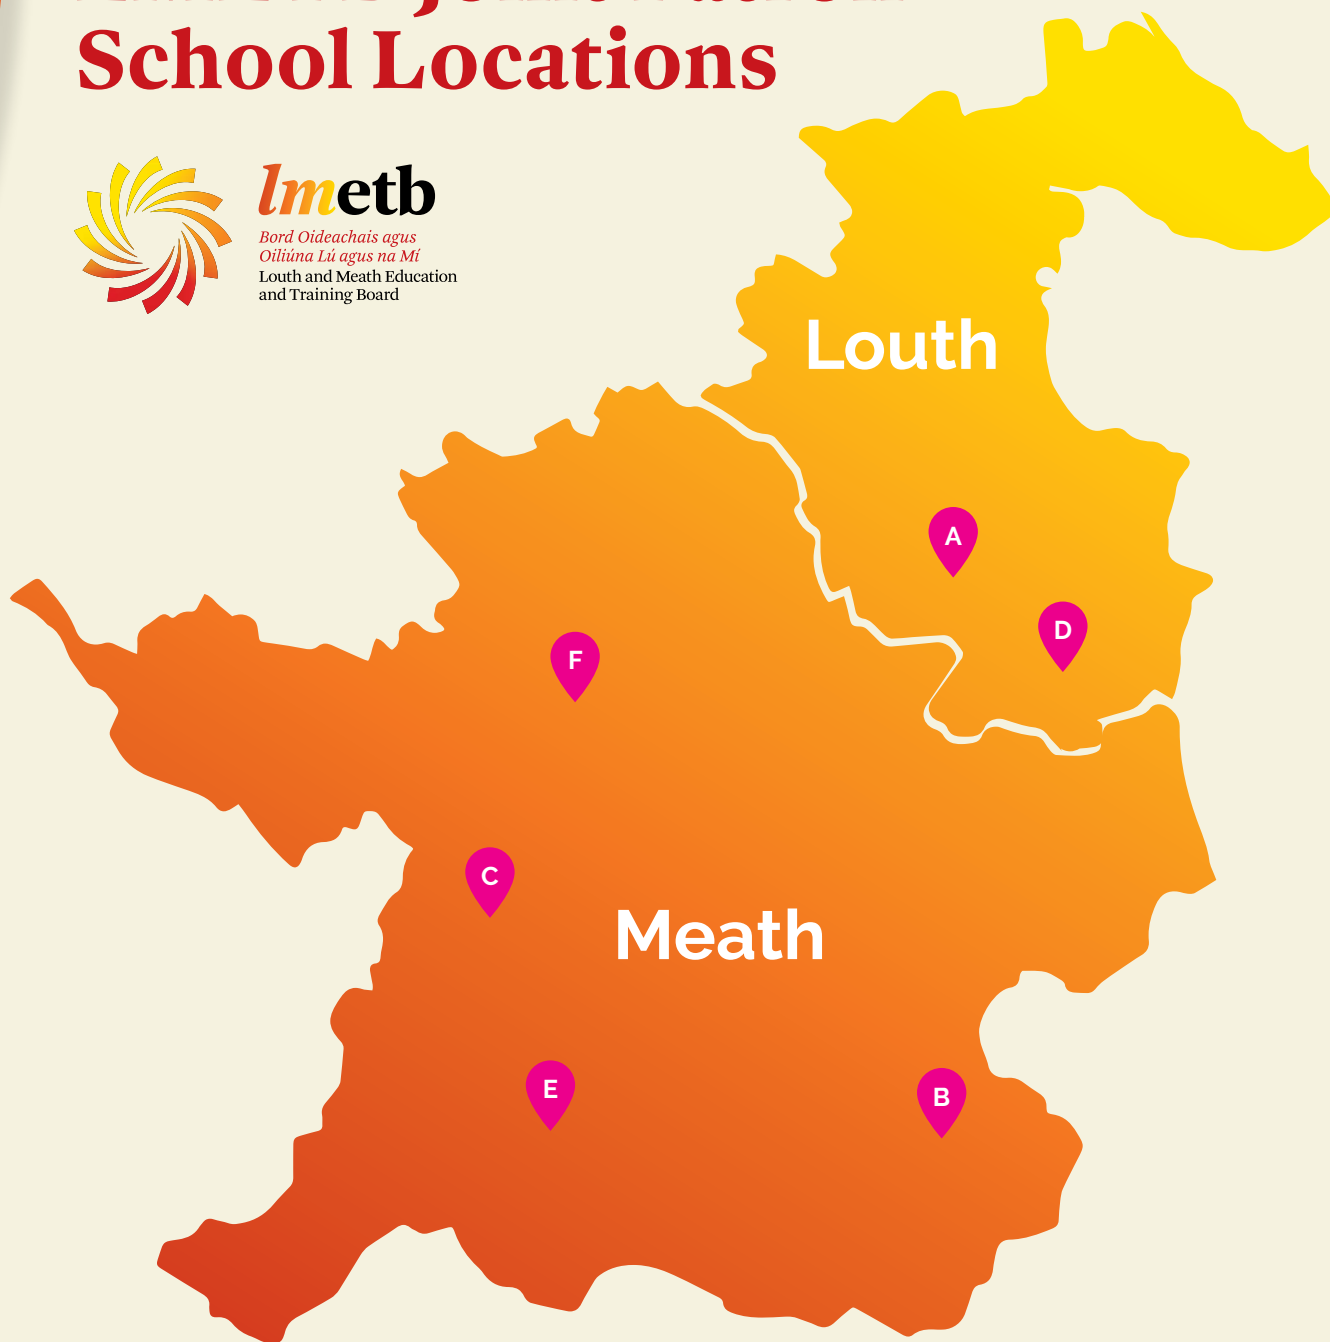 School Locations
lmetb
Bord Oideachais agus
Oiliúna Lú agus na Mí
Louth and Meath Education
and Training Board
Louth
A
D
F
C
Meath
E
B